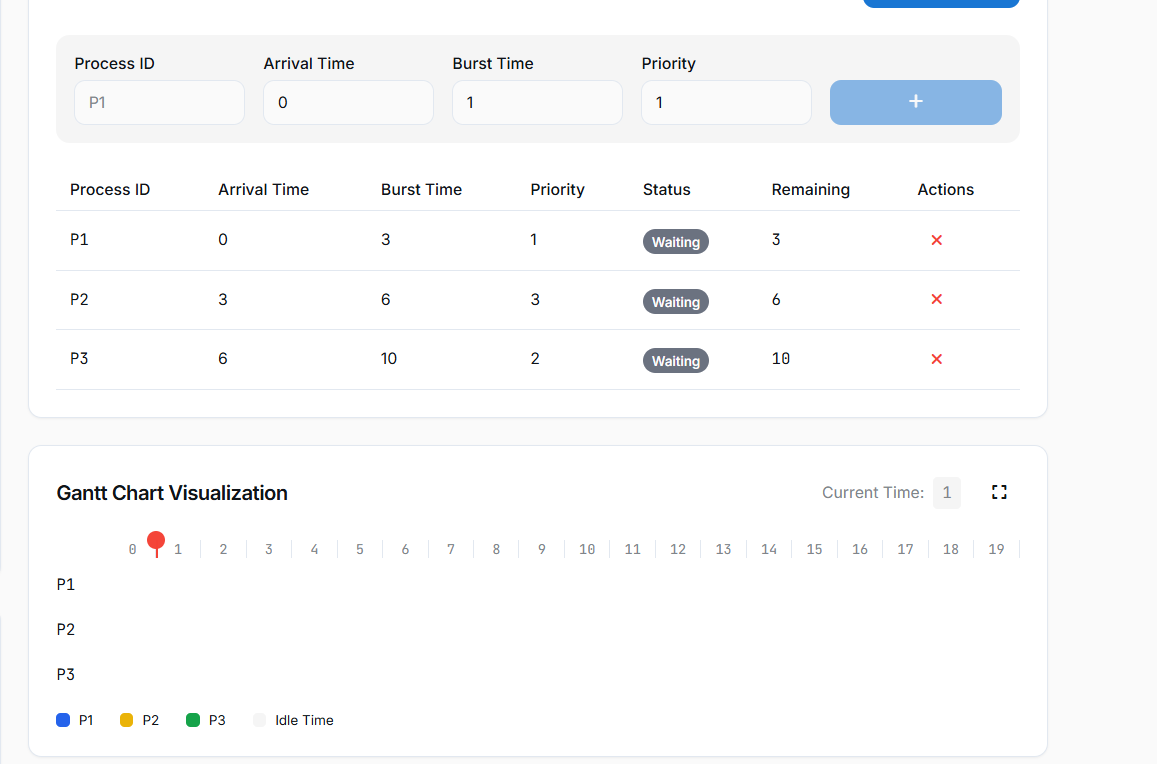 Process ID Arrival Time Burst Time Priority
P1 0 1 1 +
Process ID Arrival Time Burst Time Priority Status Remaining Actions
P1 0 3 1 Waiting 3 ×
P2 3 6 3 Waiting 6 ×
P3 6 10 2 Waiting 10 ×
Gantt Chart Visualization Current Time: 1
0 1 2 3 4 5 6 7 8 9 10 11 12 13 14 15 16 17 18 19
P1
P2
P3
P1 P2 P3 Idle Time